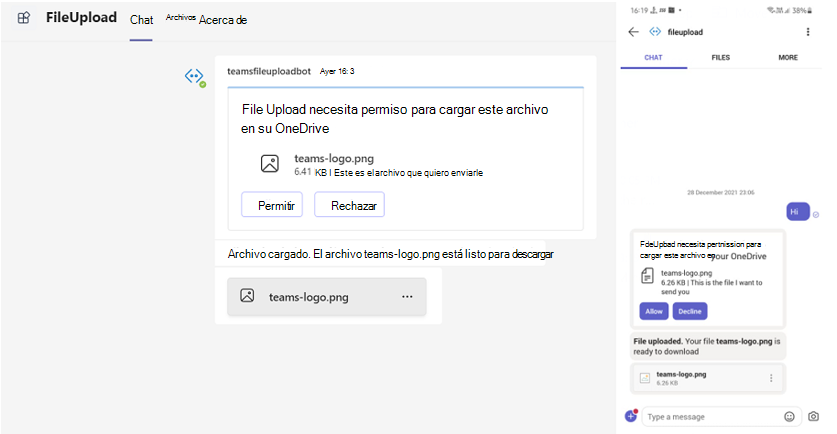 FileUpload Chat Archivos Acerca de
teamsfileuploadbot Ayer 16: 3
File Upload necesita permiso para cargar este archivo
en su OneDrive
teams-logo.png
6.41 KB I Este es el archivo que quiero enviarle
Permitir Rechazar
Archivo cargado. El archivo teams-logo.png está listo para descargar
teams-logo.png
16:19 38%
fileupload
CHAT FILES MORE
28 December 2021 23:06
Hi
FdeUpbad necesita pertnission para
cargar este archivo en your OneDrive
teams-logo.png
6.26 KB | This is the file I want to
send you
Allow Decline
File uploaded. Your file teams-logo.png is
ready to download
teams-logo.png
6.26 KB
Type a message